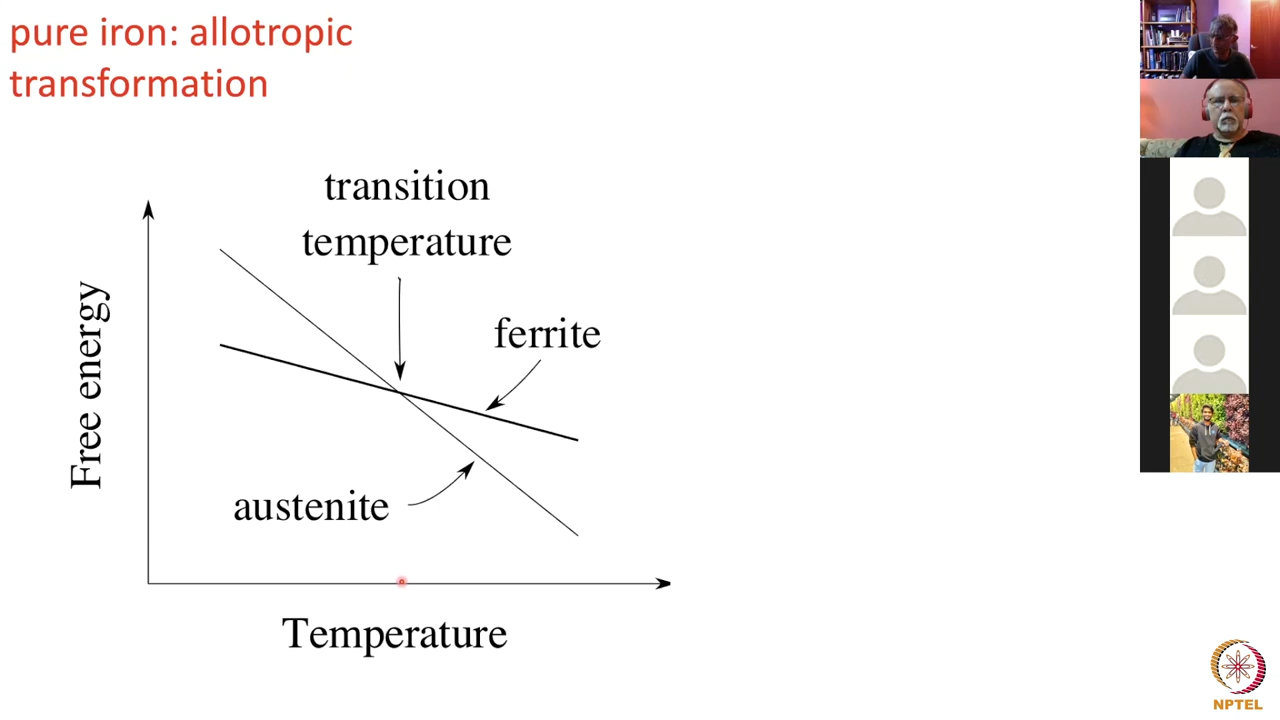 pure iron: allotropic
transformation
transition
temperature
ferrite
Free energy
austenite
Temperature
NPTEL